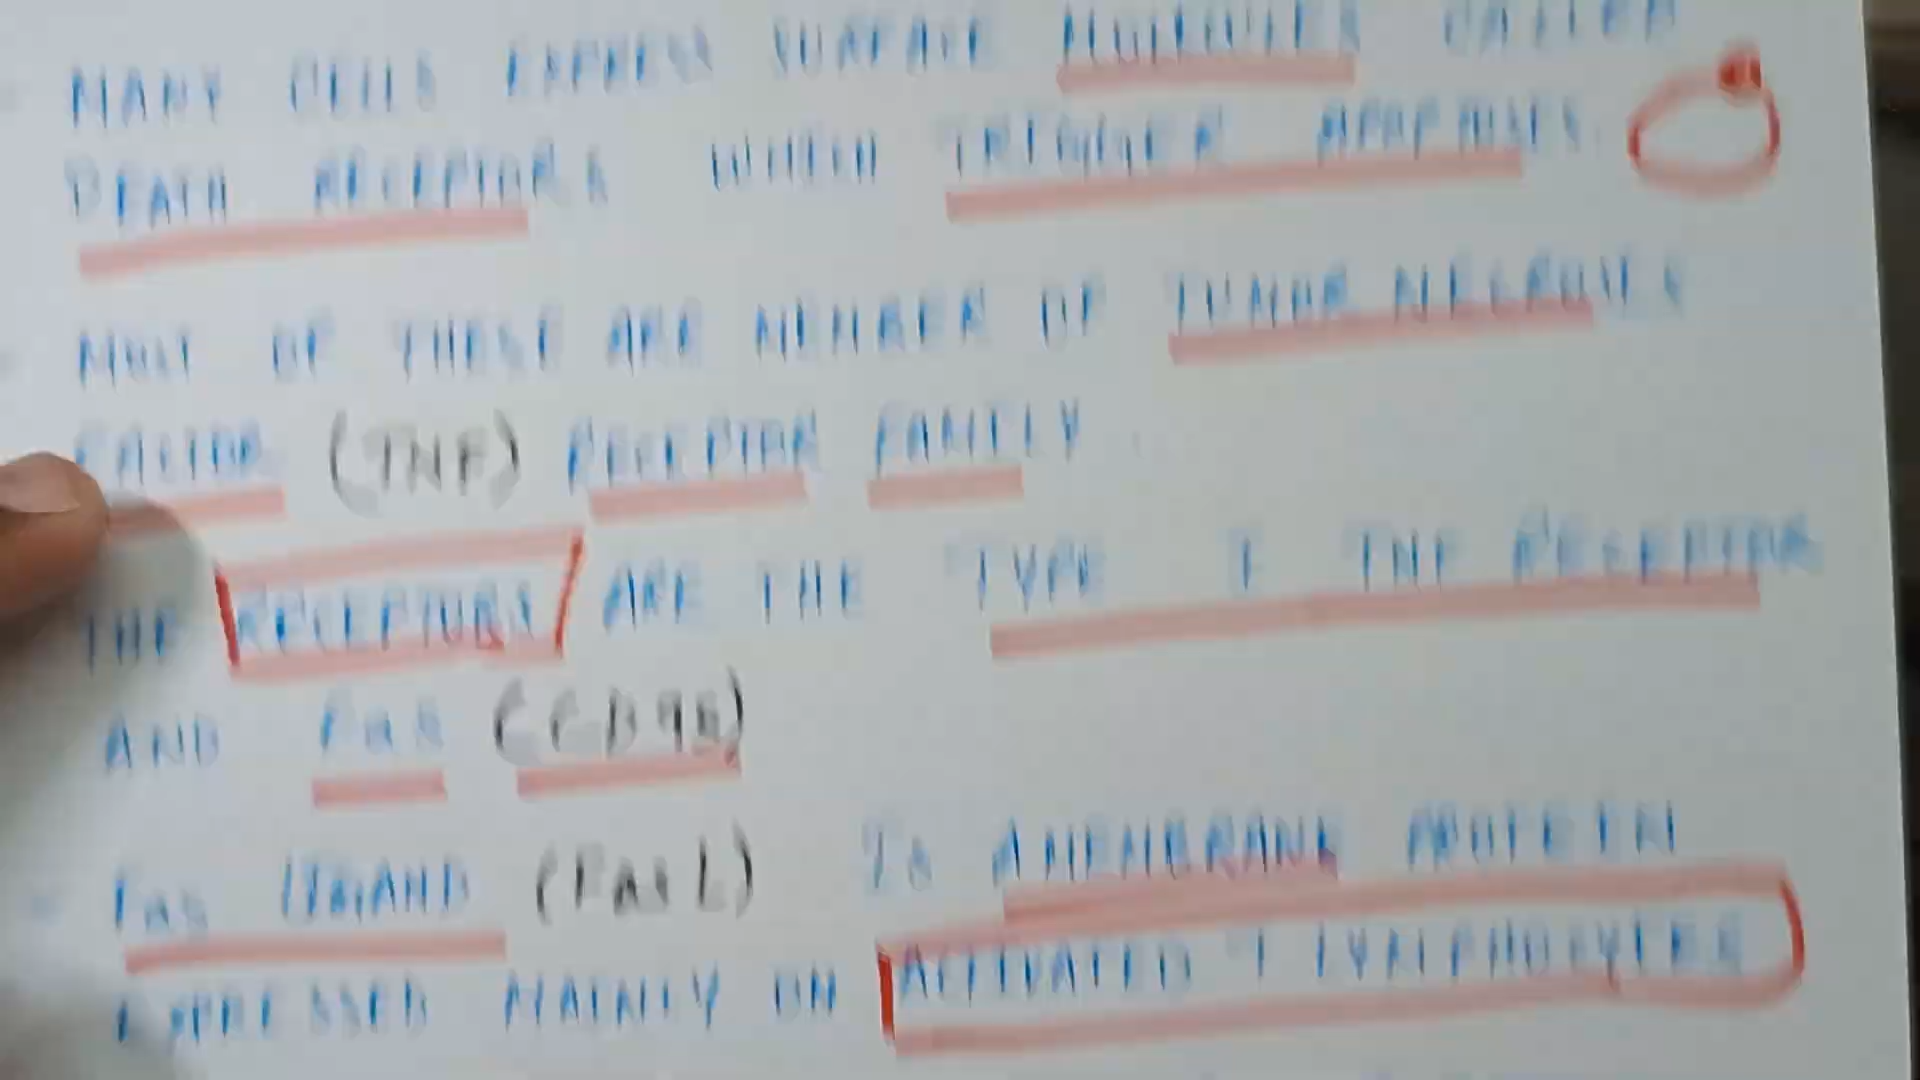 MANY CELLS EXPRESS SURFACE MOLECULES CALLED
DEATH RECEPTORS WHICH TRIGGER
MOST OF THESE ARE MEMBER OF TUMOR NECROSIS
FACTOR (TNF) RECEPTOR FAMILY
THE RECEPTORS ARE THE TYPE I TNF RECEPTOR
AND FaS (CD95)
FaS LIGAND (FaSL) IS A MEMBRANE PROTEIN
EXPRESSED MAINLY ON ACTIVATED T LYMPHOCYTES